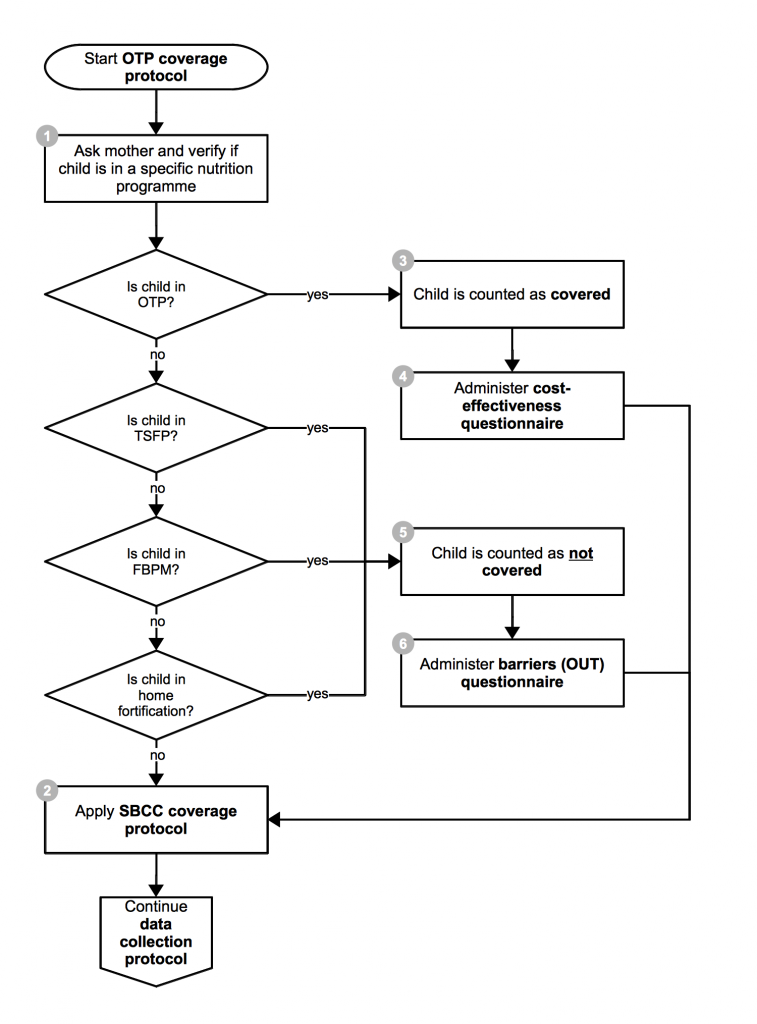 Start OTP coverage
protocol
1
Ask mother and verify if
child is in a specific nutrition
programme
Is child in
OTP?
yes
no
3
Child is counted as covered
4
Administer cost-
effectiveness
questionnaire
Is child in
TSFP?
yes
no
Is child in
FBPM?
yes
no
5
Child is counted as not
covered
6
Administer barriers (OUT)
questionnaire
Is child in
home
fortification?
yes
no
2
Apply SBCC coverage
protocol
Continue
data
collection
protocol